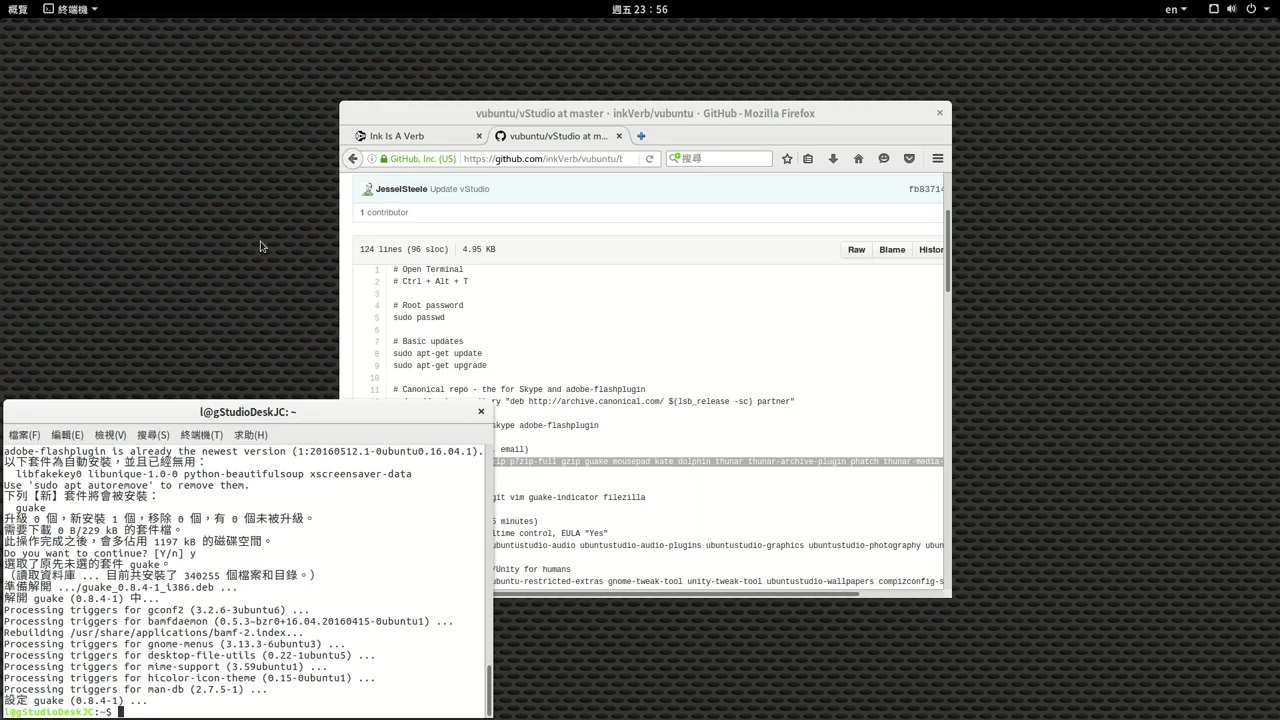 概覽 終端機 週五 23：56 en
vubuntu/vStudio at master · inkVerb/vubuntu · GitHub - Mozilla Firefox
Ink Is A Verb vubuntu/vStudio at m...
GitHub, Inc. (US) https://github.com/inkVerb/vubuntu/b 搜尋
JesselSteele Update vStudio fb83714
1 contributor
124 lines (96 sloc) 4.95 KB Raw Blame Histor
1 # Open Terminal
2 # Ctrl + Alt + T
3
4 # Root password
5 sudo passwd
6
7 # Basic updates
8 sudo apt-get update
9 sudo apt-get upgrade
10
11 # Canonical repo - the for Skype and adobe-flashplugin
"deb http://archive.canonical.com/ $(lsb_release -sc) partner"
skype adobe-flashplugin
, email)
zip p7zip-full gzip guake mousepad kate dolphin thunar thunar-archive-plugin phatch thunar-media-
git vim guake-indicator filezilla
5 minutes)
ltime control, EULA "Yes"
ubuntustudio-audio ubuntustudio-audio-plugins ubuntustudio-graphics ubuntustudio-photography ubun
/Unity for humans
ubuntu-restricted-extras gnome-tweak-tool unity-tweak-tool ubuntustudio-wallpapers compizconfig-s
l@gStudioDeskJC: ~
檔案(F) 編輯(E) 檢視(V) 搜尋(S) 終端機(T) 求助(H)
adobe-flashplugin is already the newest version (1:20160512.1-0ubuntu0.16.04.1).
以下套件為自動安裝，並且已經無用：
libfakekey0 libunique-1.0-0 python-beautifulsoup xscreensaver-data
Use 'sudo apt autoremove' to remove them.
下列【新】套件將會被安裝：
guake
升級 0 個，新安裝 1 個，移除 0 個，有 0 個未被升級。
需要下載 0 B/229 kB 的套件檔。
此操作完成之後，會多佔用 1197 kB 的磁碟空間。
Do you want to continue? [Y/n] y
選取了原先未選的套件 guake。
（讀取資料庫 ... 目前共安裝了 340255 個檔案和目錄。）
準備解開 .../guake_0.8.4-1_i386.deb ...
解開 guake (0.8.4-1) 中...
Processing triggers for gconf2 (3.2.6-3ubuntu6) ...
Processing triggers for bamfdaemon (0.5.3~bzr0+16.04.20160415-0ubuntu1) ...
Rebuilding /usr/share/applications/bamf-2.index...
Processing triggers for gnome-menus (3.13.3-6ubuntu3) ...
Processing triggers for desktop-file-utils (0.22-1ubuntu5) ...
Processing triggers for mime-support (3.59ubuntu1) ...
Processing triggers for hicolor-icon-theme (0.15-0ubuntu1) ...
Processing triggers for man-db (2.7.5-1) ...
設定 guake (0.8.4-1) ...
l@gStudioDeskJC:~$